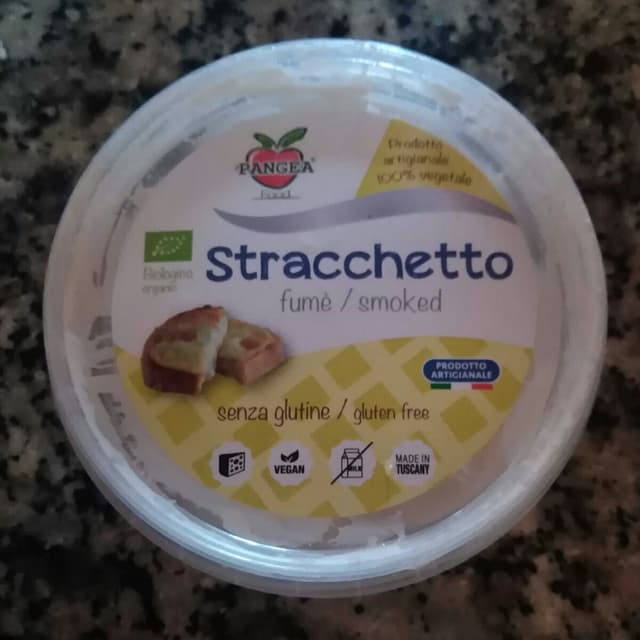 PANGEA
food
Prodotto
artigianale
100% vegetale
Biologico
organic
Stracchetto
fumè / smoked
PRODOTTO
ARTIGIANALE
senza glutine / gluten free
VEGAN
MILK
MADE IN
TUSCANY